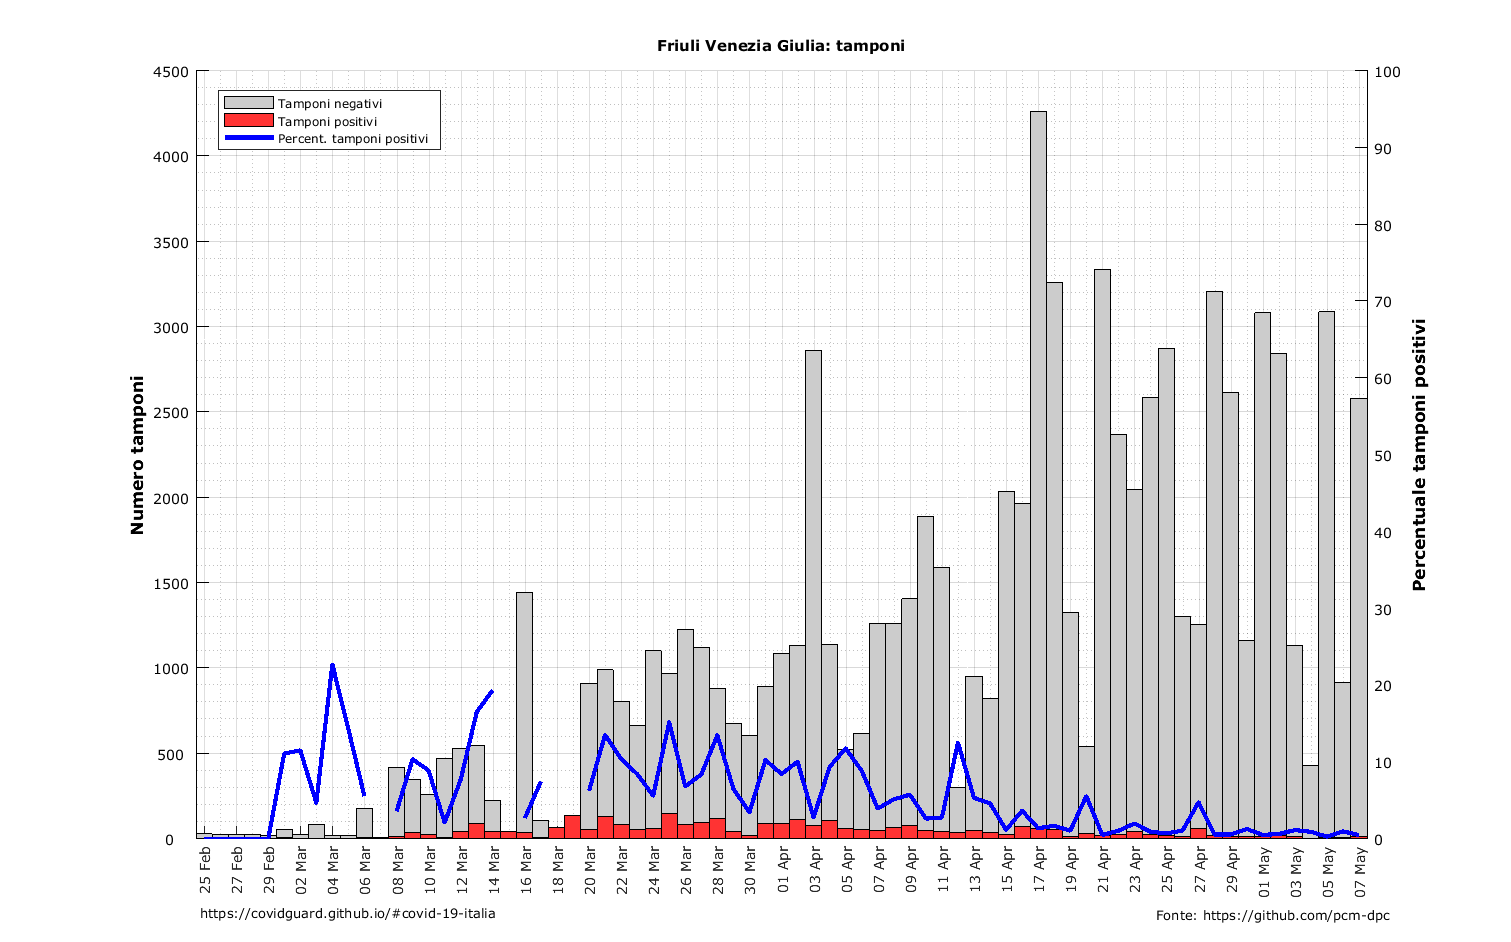 Friuli Venezia Giulia: tamponi
Tamponi negativi
Tamponi positivi
Percent. tamponi positivi
Numero tamponi
4500
4000
3500
3000
2500
2000
1500
1000
500
0
100
90
80
70
60
50
40
30
20
10
0
Percentuale tamponi positivi
25 Feb
27 Feb
29 Feb
02 Mar
04 Mar
06 Mar
08 Mar
10 Mar
12 Mar
14 Mar
16 Mar
18 Mar
20 Mar
22 Mar
24 Mar
26 Mar
28 Mar
30 Mar
01 Apr
03 Apr
05 Apr
07 Apr
09 Apr
11 Apr
13 Apr
15 Apr
17 Apr
19 Apr
21 Apr
23 Apr
25 Apr
27 Apr
29 Apr
01 May
03 May
05 May
07 May
https://covidguard.github.io/#covid-19-italia
Fonte: https://github.com/pcm-dpc